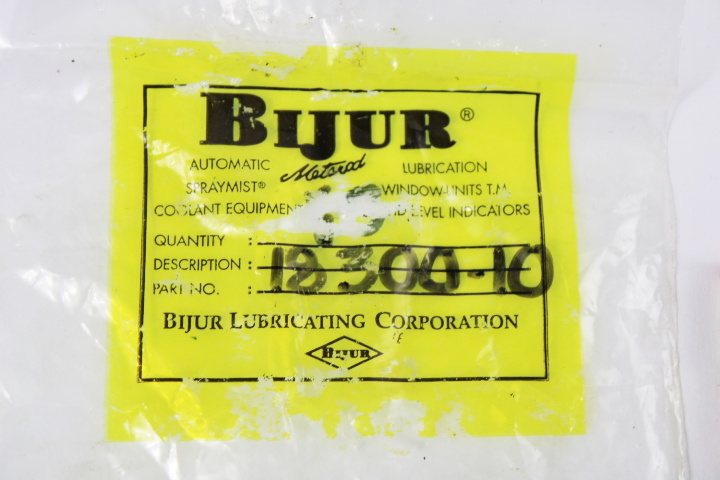 BIJUR®
AUTOMATIC Metered LUBRICATION
SPRAYMIST® WINDOW-UNITS T.M.
COOLANT EQUIPMENT LEVEL INDICATORS
QUANTITY :
DESCRIPTION :
PART NO. :
18300-10
BIJUR LUBRICATING CORPORATION
BIJUR